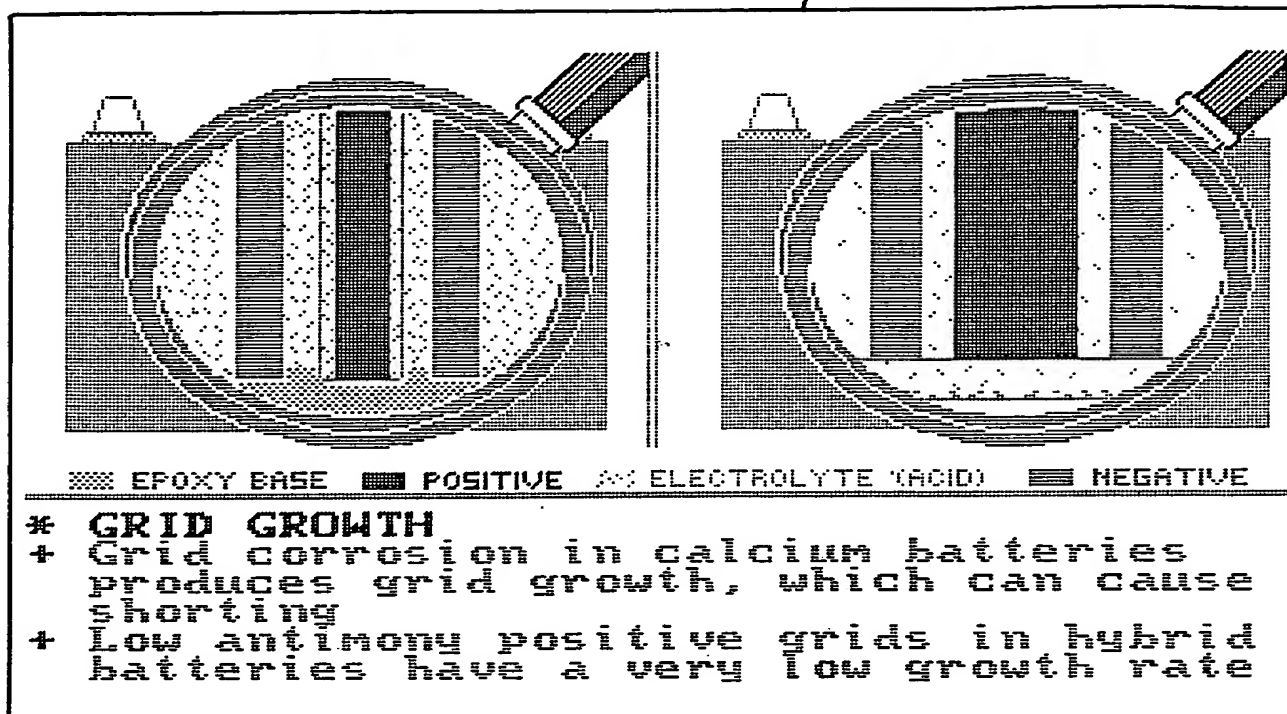 EPOXY BASE POSITIVE ELECTROLYTE (ACID) NEGATIVE
* GRID GROWTH
+ Grid corrosion in calcium batteries
produces grid growth, which can cause
shorting
+ Low antimony positive grids in hybrid
batteries have a very low growth rate